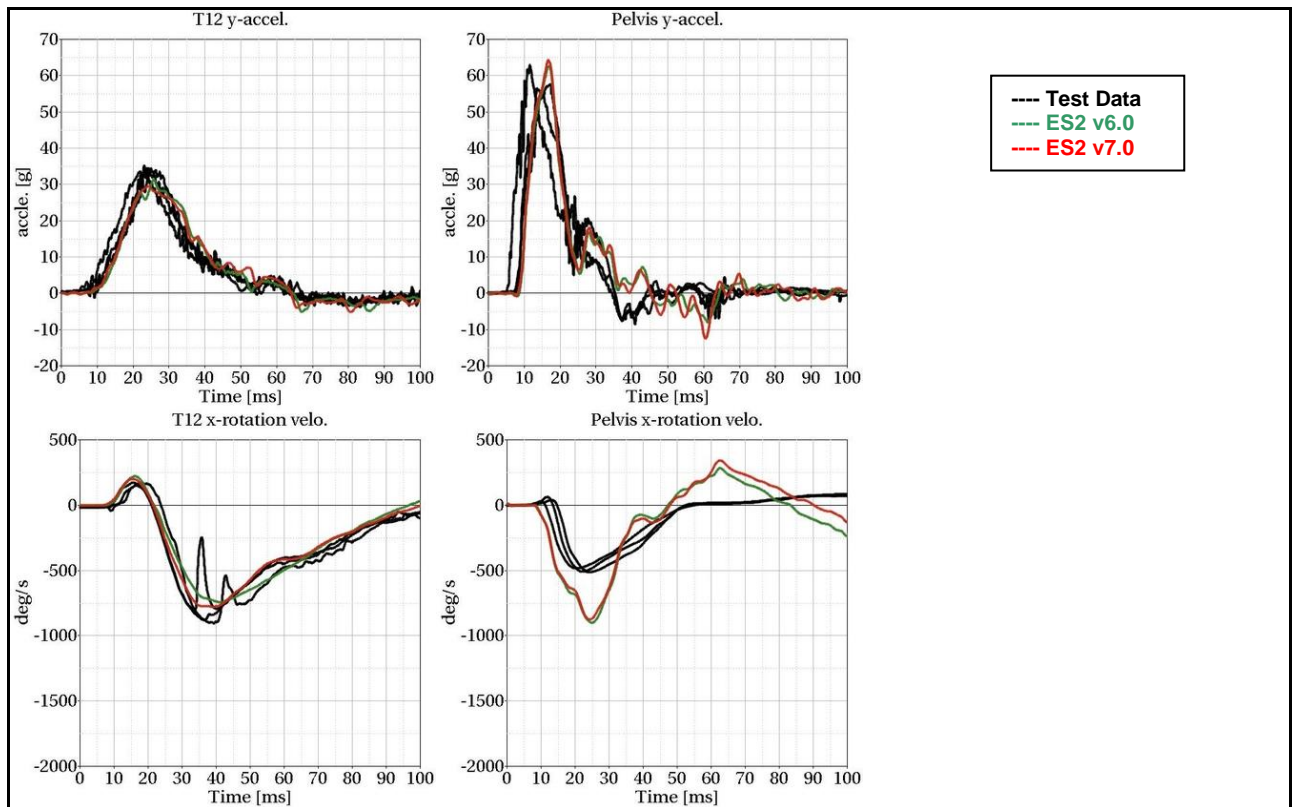 T12 y-accel.
70
60
50
40
30
20
10
0
-10
-20
accle. [g]
0 10 20 30 40 50 60 70 80 90 100
Time [ms]
Pelvis y-accel.
70
60
50
40
30
20
10
0
-10
-20
accle. [g]
0 10 20 30 40 50 60 70 80 90 100
Time [ms]
---- Test Data
---- ES2 v6.0
---- ES2 v7.0
T12 x-rotation velo.
500
0
-500
-1000
-1500
-2000
deg/s
0 10 20 30 40 50 60 70 80 90 100
Time [ms]
Pelvis x-rotation velo.
500
0
-500
-1000
-1500
-2000
deg/s
0 10 20 30 40 50 60 70 80 90 100
Time [ms]